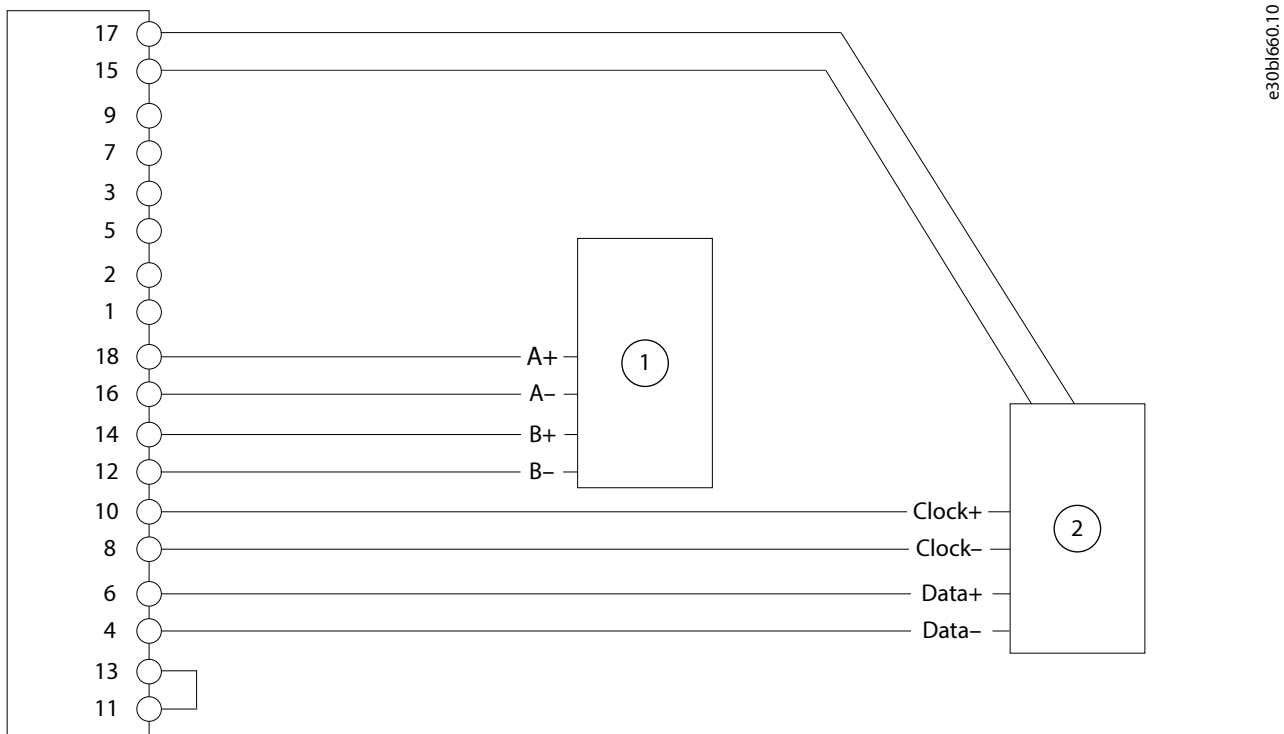 e30bl660.10
17
15
9
7
3
5
2
1
18 A+
16 A–
14 B+
12 B–
1
10 Clock+
8 Clock–
6 Data+
4 Data–
2
13
11